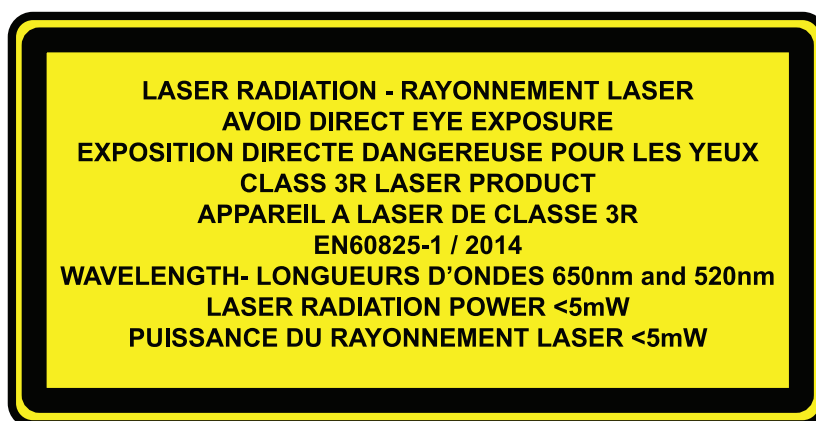 LASER RADIATION - RAYONNEMENT LASER
AVOID DIRECT EYE EXPOSURE
EXPOSITION DIRECTE DANGEREUSE POUR LES YEUX
CLASS 3R LASER PRODUCT
APPAREIL A LASER DE CLASSE 3R
EN60825-1 / 2014
WAVELENGTH- LONGUEURS D’ONDES 650nm and 520nm
LASER RADIATION POWER <5mW
PUISSANCE DU RAYONNEMENT LASER <5mW